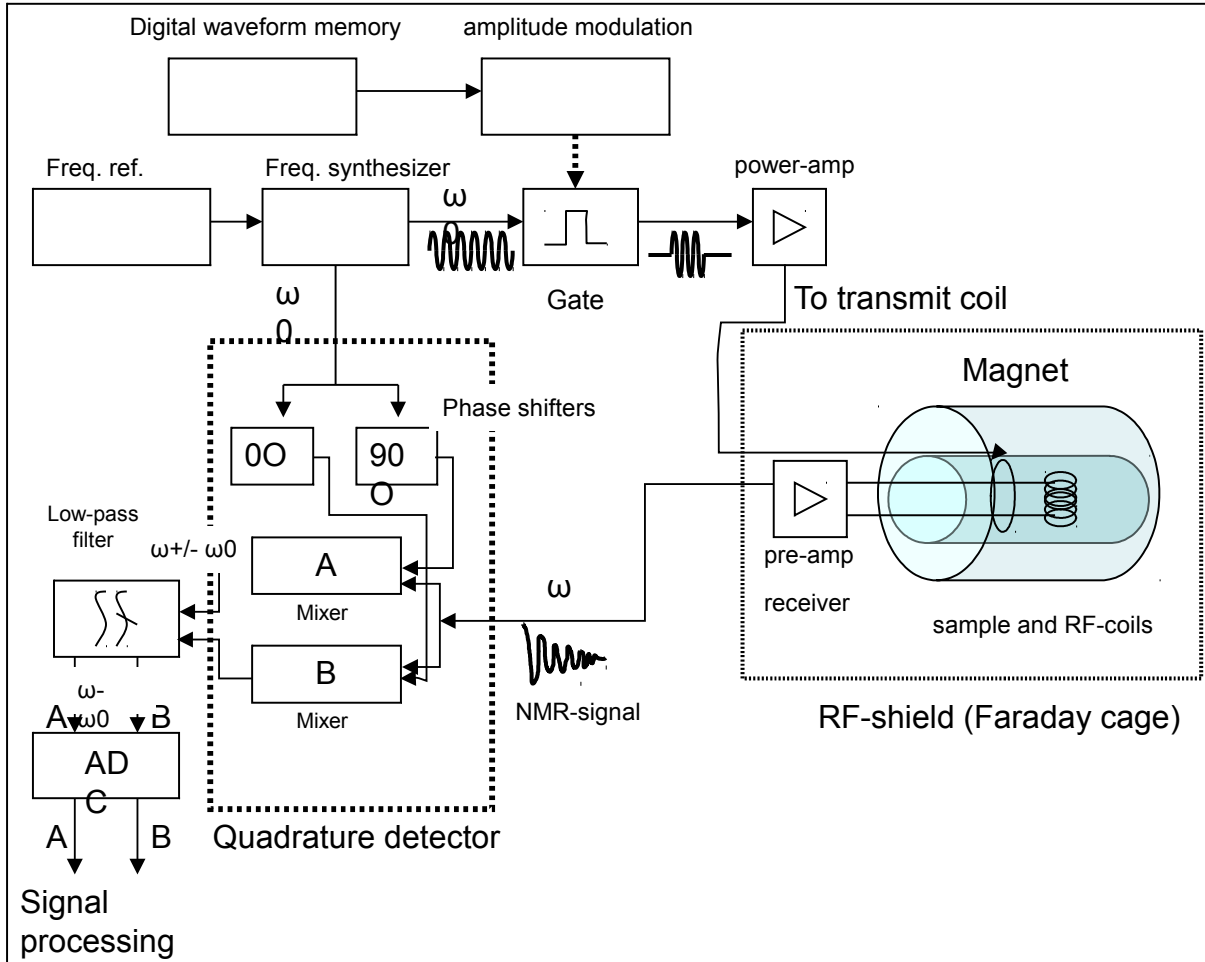 Digital waveform memory
amplitude modulation
Freq. ref.
Freq. synthesizer
power-amp
ω
0
Gate
To transmit coil
ω
0
Magnet
Phase shifters
0O
90
O
Low-pass
filter
ω+/- ω0
A
Mixer
ω
pre-amp
receiver
sample and RF-coils
B
Mixer
NMR-signal
RF-shield (Faraday cage)
ω-
ω0
A
B
AD
C
A
B
Quadrature detector
Signal
processing